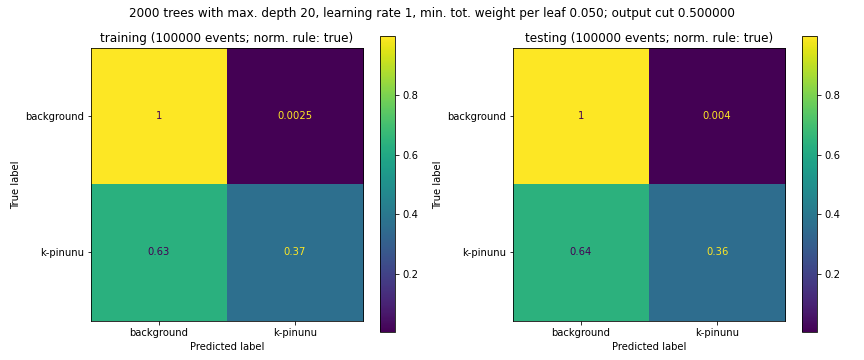 2000 trees with max. depth 20, learning rate 1, min. tot. weight per leaf 0.050; output cut 0.500000
training (100000 events; norm. rule: true)
background
k-pinunu
True label
1
0.0025
0.63
0.37
background
k-pinunu
Predicted label
0.8
0.6
0.4
0.2
testing (100000 events; norm. rule: true)
background
k-pinunu
True label
1
0.004
0.64
0.36
background
k-pinunu
Predicted label
0.8
0.6
0.4
0.2